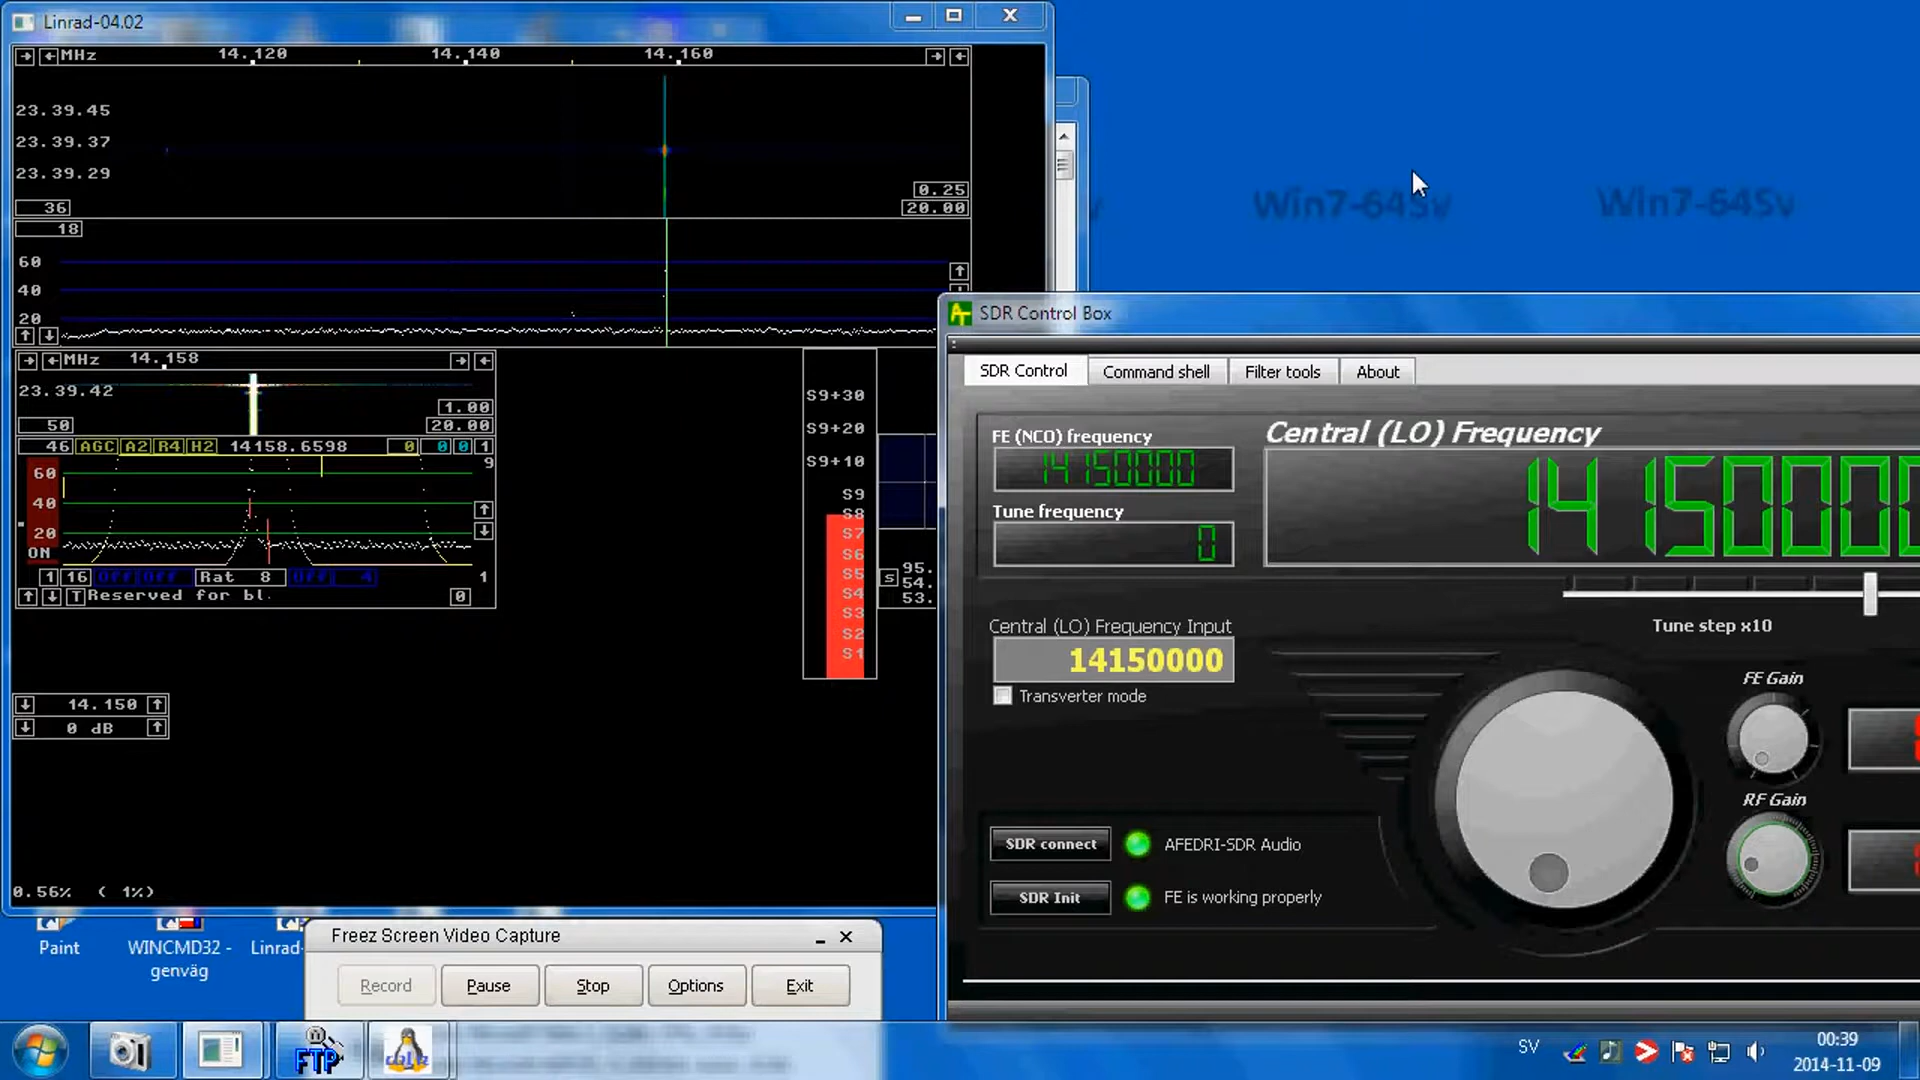 Linrad-04.02
MHz 14.120 14.140 14.160
23.39.45
23.39.37
23.39.29
0.25
36 20.00
18
60
40
20
MHz 14.158
23.39.42
1.00
50 20.00
46 AGC A2 R4 H2 14158.6598 0 0 0 1
9
60
40
20
ON
1 16 Off Off Rat 8 Off 4 1
T Reserved for bl. 0
S9+30
S9+20
S9+10
S9
S8
S7
S6
S5
S4
S3
S2
S1
s 95.
54.
53.
14.150
0 dB
0.56% ( 1%)
Win7-64Sv Win7-64Sv
SDR Control Box
SDR Control Command shell Filter tools About
FE (NCO) frequency
14150000
Tune frequency
0
Central (LO) Frequency
14150000
Tune step x10
Central (LO) Frequency Input
14150000
Transverter mode
FE Gain
RF Gain
SDR connect AFEDRI-SDR Audio
SDR Init FE is working properly
Paint WINCMD32 - genväg Linrad-
Freez Screen Video Capture
Record Pause Stop Options Exit
FTP
SV
00:39
2014-11-09